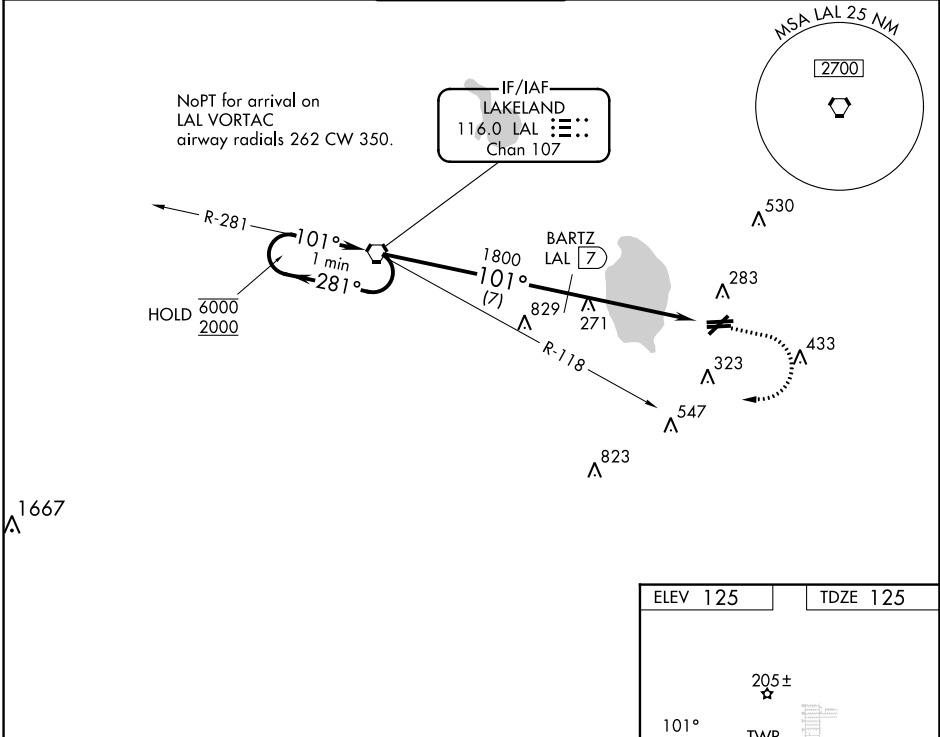 MSA LAL 25 NM
2700
NoPT for arrival on
LAL VORTAC
airway radials 262 CW 350.
IF/IAF
LAKELAND
116.0 LAL
Chan 107
530
R-281
101°
1 min
281°
HOLD 6000
2000
1800
101°
(7)
BARTZ
LAL 7
283
829
271
433
R-118
323
547
823
1667
ELEV 125
TDZE 125
205±
101°
TWR